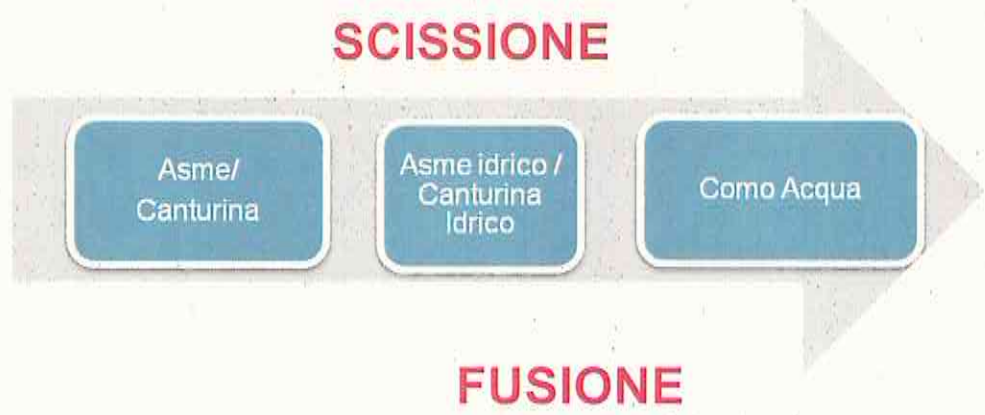 SCISSIONE
Asme/
Canturina
Asme idrico /
Canturina
Idrico
Como Acqua
FUSIONE